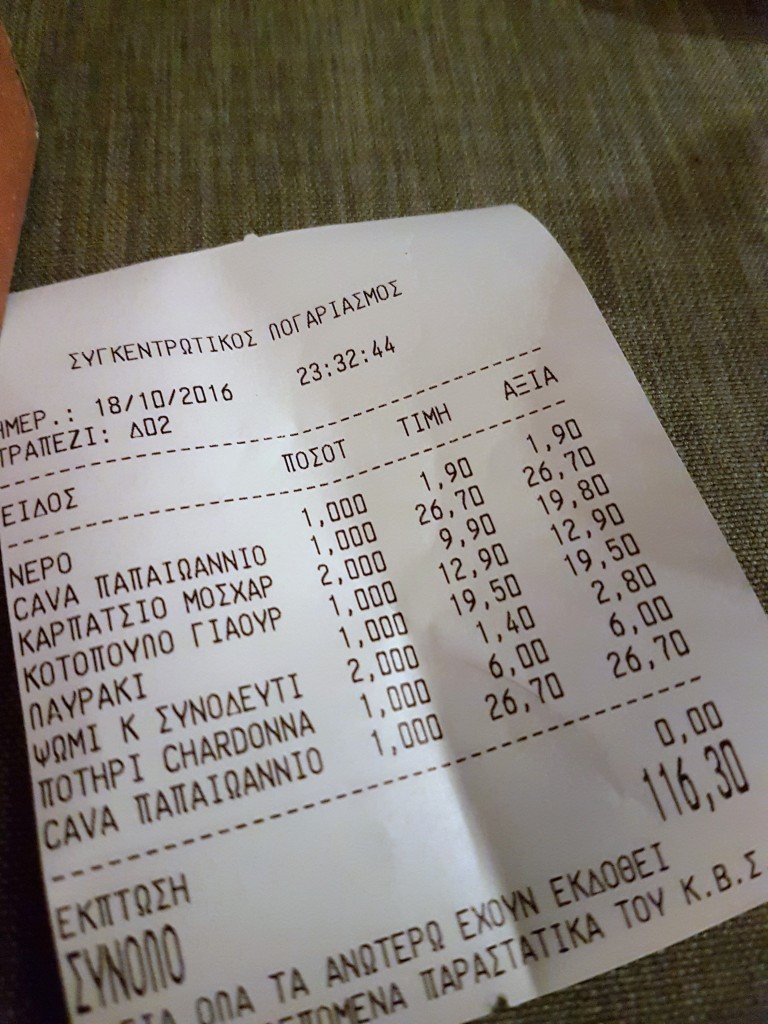 ΣΥΓΚΕΝΤΡΩΤΙΚΟΣ ΛΟΓΑΡΙΑΣΜΟΣ
ΗΜΕΡ.: 18/10/2016 23:32:44
ΤΡΑΠΕΖΙ: Δ02
ΕΙΔΟΣ ΠΟΣΟΤ ΤΙΜΗ ΑΞΙΑ
ΝΕΡΟ 1,000 1,90 1,90
CAVA ΠΑΠΑΙΩΑΝΝΙΟ 1,000 26,70 26,70
ΚΑΡΠΑΤΣΙΟ ΜΟΣΧΑΡ 2,000 9,90 19,80
ΚΟΤΟΠΟΥΛΟ ΓΙΑΟΥΡ 1,000 12,90 12,90
ΛΑΥΡΑΚΙ 1,000 19,50 19,50
ΨΩΜΙ Κ ΣΥΝΟΔΕΥΤΙ 2,000 1,40 2,80
ΠΟΤΗΡΙ CHARDONNA 1,000 6,00 6,00
CAVA ΠΑΠΑΙΩΑΝΝΙΟ 1,000 26,70 26,70
ΕΚΠΤΩΣΗ 0,00
ΣΥΝΟΛΟ 116,30
ΓΙΑ ΟΛΑ ΤΑ ΑΝΩΤΕΡΩ ΕΧΟΥΝ ΕΚΔΟΘΕΙ
ΠΑΡΑΣΤΑΤΙΚΑ ΤΟΥ Κ.Β.Σ